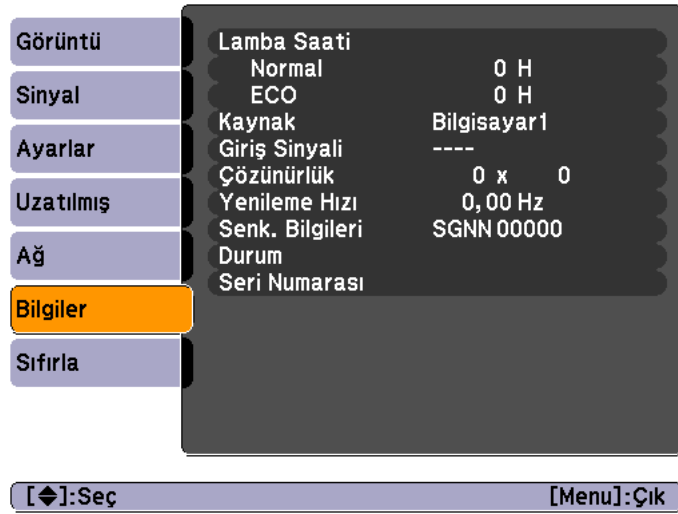 Görüntü
Sinyal
Ayarlar
Uzatılmış
Ağ
Bilgiler
Sıfırla
Lamba Saati
Normal 0 H
ECO 0 H
Kaynak Bilgisayar1
Giriş Sinyali ----
Çözünürlük 0 x 0
Yenileme Hızı 0,00 Hz
Senk. Bilgileri SGNN 00000
Durum
Seri Numarası
[◆]:Seç [Menu]:Çık